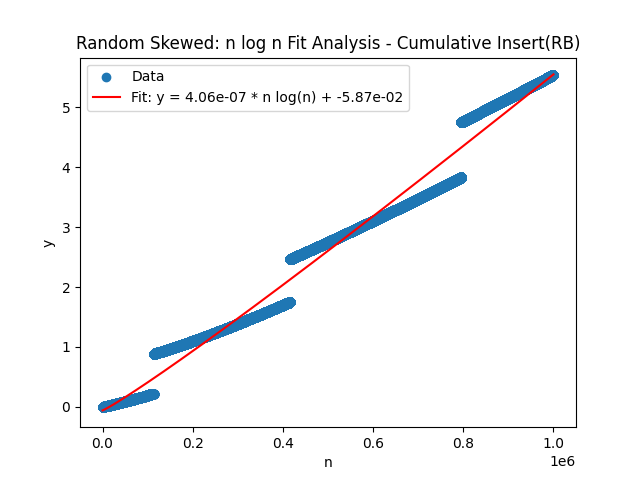 Random Skewed: n log n Fit Analysis - Cumulative Insert(RB)
Data
Fit: y = 4.06e-07 * n log(n) + -5.87e-02
y
5
4
3
2
1
0
0.0 0.2 0.4 0.6 0.8 1.0
1e6
n